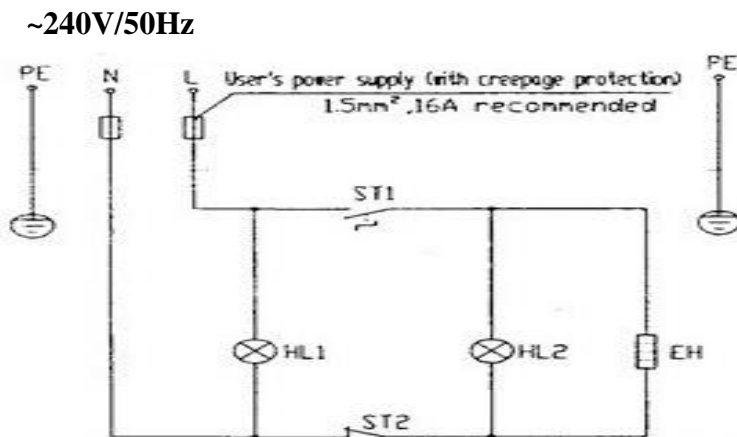 ~240V/50Hz
PE N L User's power supply (with creepage protection) PE
1.5mm², 16A recommended
ST1
HL1 HL2 EH
ST2